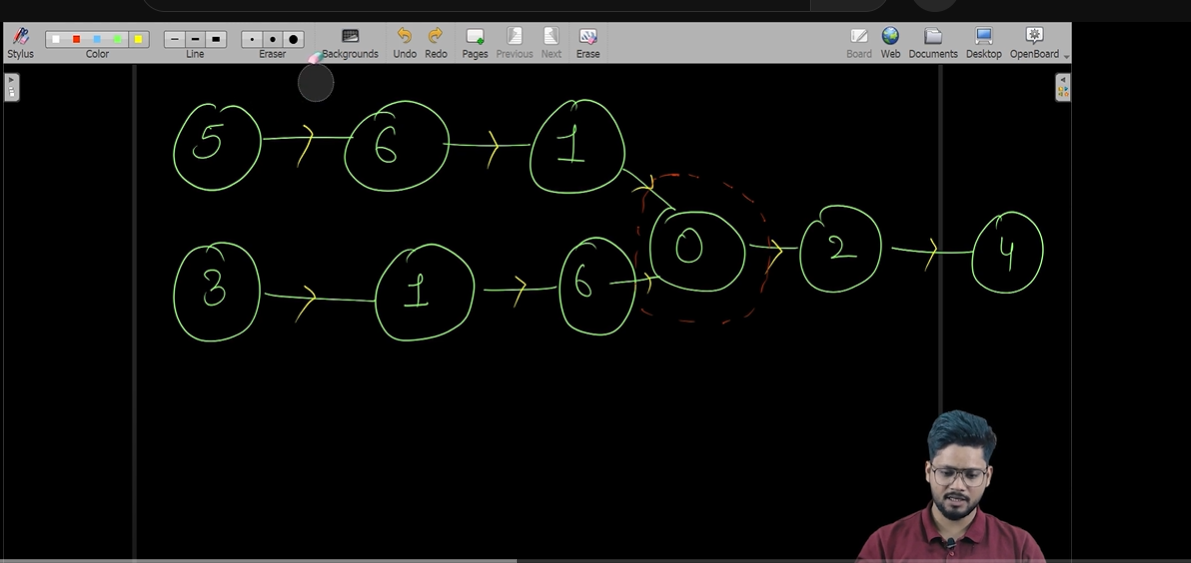 Stylus Color Line Eraser Backgrounds Undo Redo Pages Previous Next Erase Board Web Documents Desktop OpenBoard
5 6 1
0 2 4
3 1 6